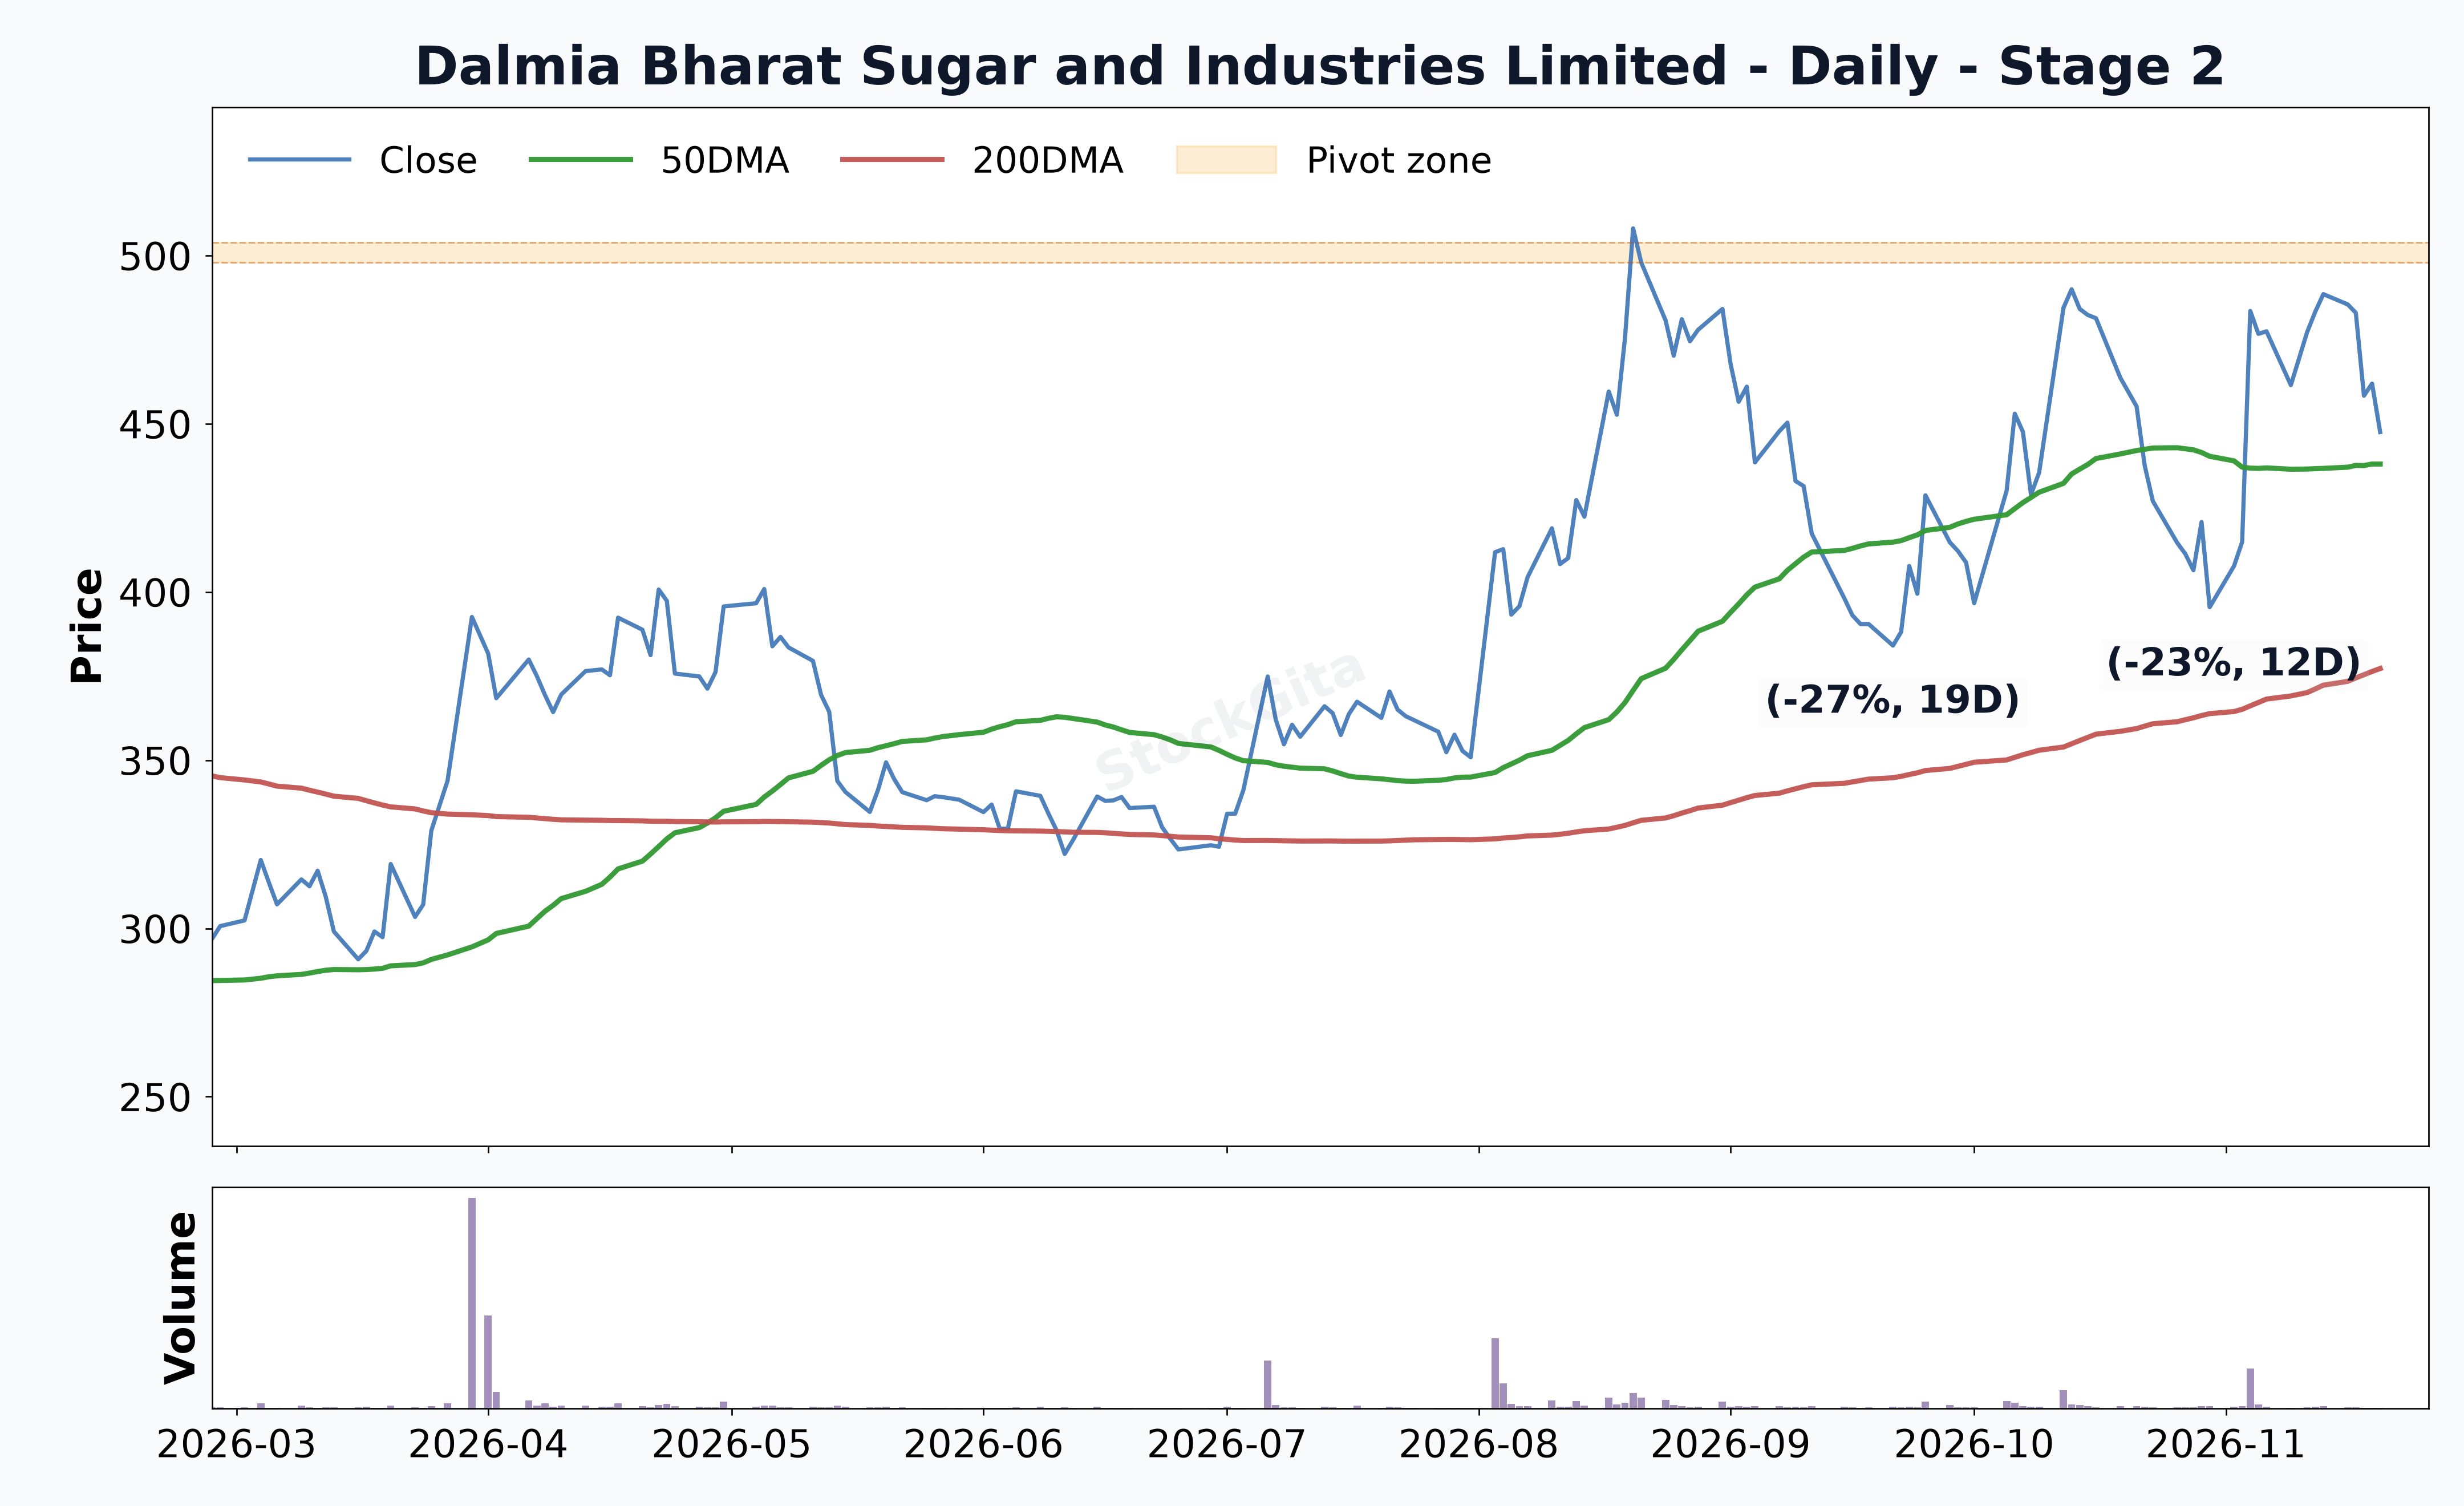 Dalmia Bharat Sugar and Industries Limited - Daily - Stage 2
Close 50DMA 200DMA Pivot zone
500
450
400
350
300
250
Price
StockGita
(-27%, 19D)
(-23%, 12D)
Volume
2026-03 2026-04 2026-05 2026-06 2026-07 2026-08 2026-09 2026-10 2026-11